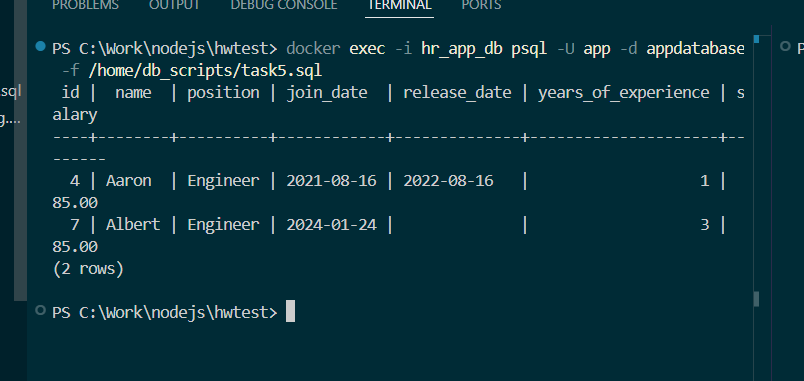 PROBLEMS OUTPUT DEBUG CONSOLE TERMINAL PORTS
PS C:\Work\nodejs\hwtest> docker exec -i hr_app_db psql -U app -d appdatabase
-f /home/db_scripts/task5.sql
.sql
id | name | position | join_date | release_date | years_of_experience | s
g....
alary
----+--------+----------+------------+--------------+---------------------+--
------
4 | Aaron | Engineer | 2021-08-16 | 2022-08-16 | 1 |
85.00
7 | Albert | Engineer | 2024-01-24 | | 3 |
85.00
(2 rows)
PS C:\Work\nodejs\hwtest>